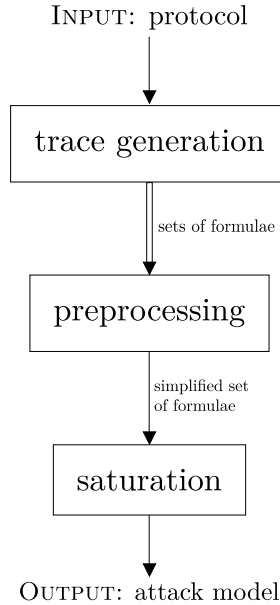 INPUT: protocol
trace generation
sets of formulae
preprocessing
simplified set
of formulae
saturation
OUTPUT: attack model